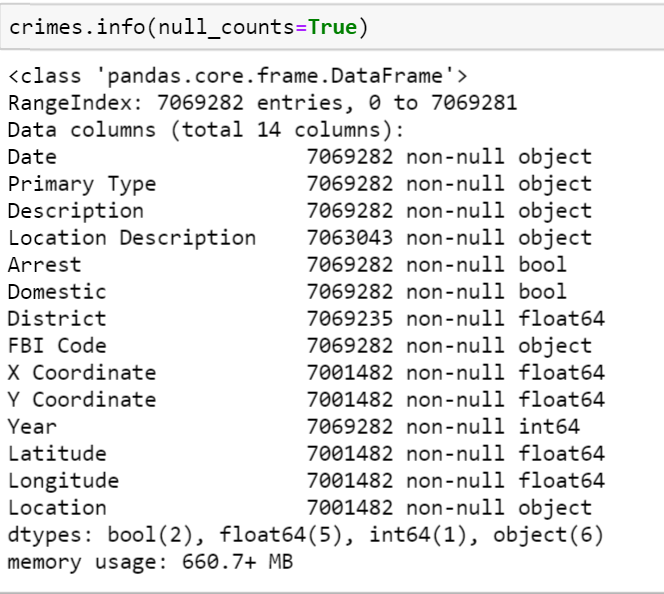 crimes.info(null_counts=True)
<class 'pandas.core.frame.DataFrame'>
RangeIndex: 7069282 entries, 0 to 7069281
Data columns (total 14 columns):
Date                    7069282 non-null object
Primary Type            7069282 non-null object
Description             7069282 non-null object
Location Description    7063043 non-null object
Arrest                  7069282 non-null bool
Domestic                7069282 non-null bool
District                7069235 non-null float64
FBI Code                7069282 non-null object
X Coordinate            7001482 non-null float64
Y Coordinate            7001482 non-null float64
Year                    7069282 non-null int64
Latitude                7001482 non-null float64
Longitude               7001482 non-null float64
Location                7001482 non-null object
dtypes: bool(2), float64(5), int64(1), object(6)
memory usage: 660.7+ MB